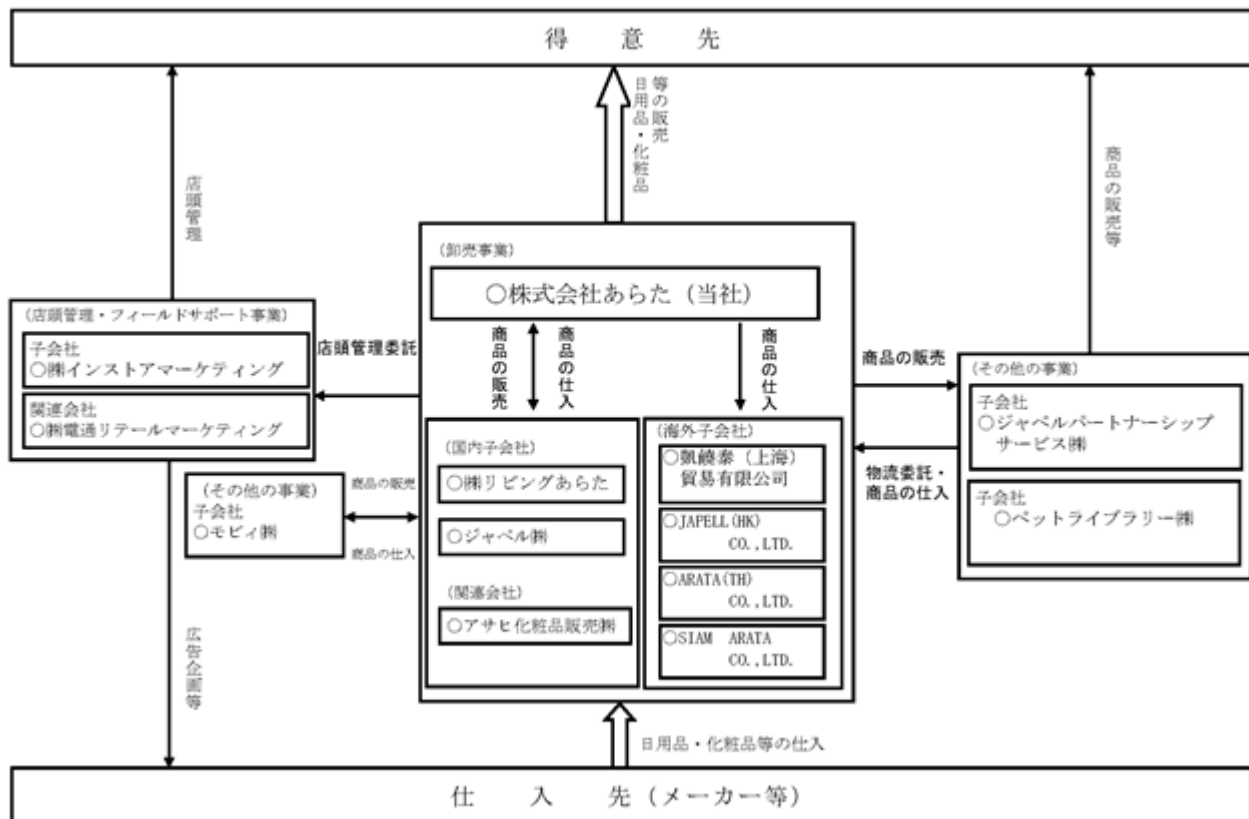 得 意 先
日用品・化粧品
等の販売
店頭管理
商品の販売等
(卸売事業)
○株式会社あらた(当社)
(店頭管理・フィールドサポート事業)
子会社
○㈱インストアマーケティング
関連会社
○㈱電通リテールマーケティング
店頭管理委託
商品の販売
商品の仕入
商品の仕入
商品の販売
(その他の事業)
子会社
○ジャペルパートナーシップ
サービス㈱
物流委託・
商品の仕入
子会社
○ペットライブラリー㈱
(その他の事業)
子会社
○モビィ㈱
商品の販売
商品の仕入
(国内子会社)
○㈱リビングあらた
○ジャペル㈱
(関連会社)
○アサヒ化粧品販売㈱
(海外子会社)
○凱饒泰(上海)
貿易有限公司
○JAPELL(HK)
CO.,LTD.
○ARATA(TH)
CO.,LTD.
○SIAM ARATA
CO.,LTD.
広告企画等
日用品・化粧品等の仕入
仕 入 先(メーカー等)